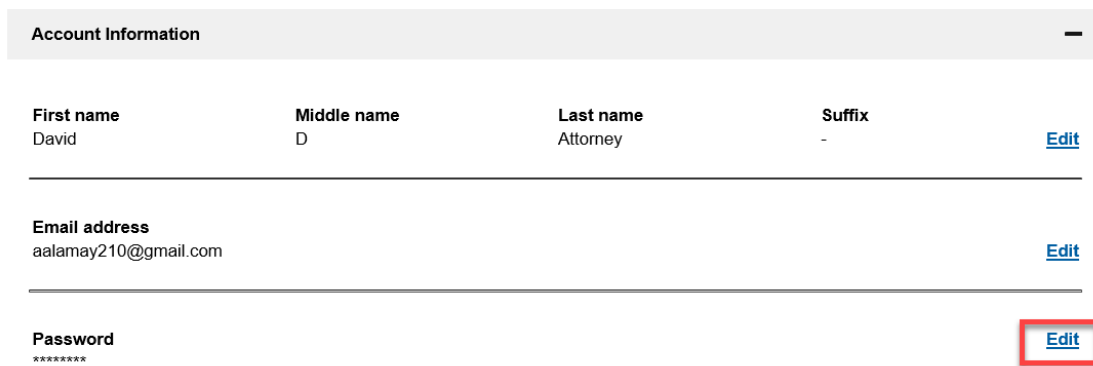 Account Information
First name Middle name Last name Suffix
David D Attorney - Edit
Email address
aalamay210@gmail.com Edit
Password Edit
********